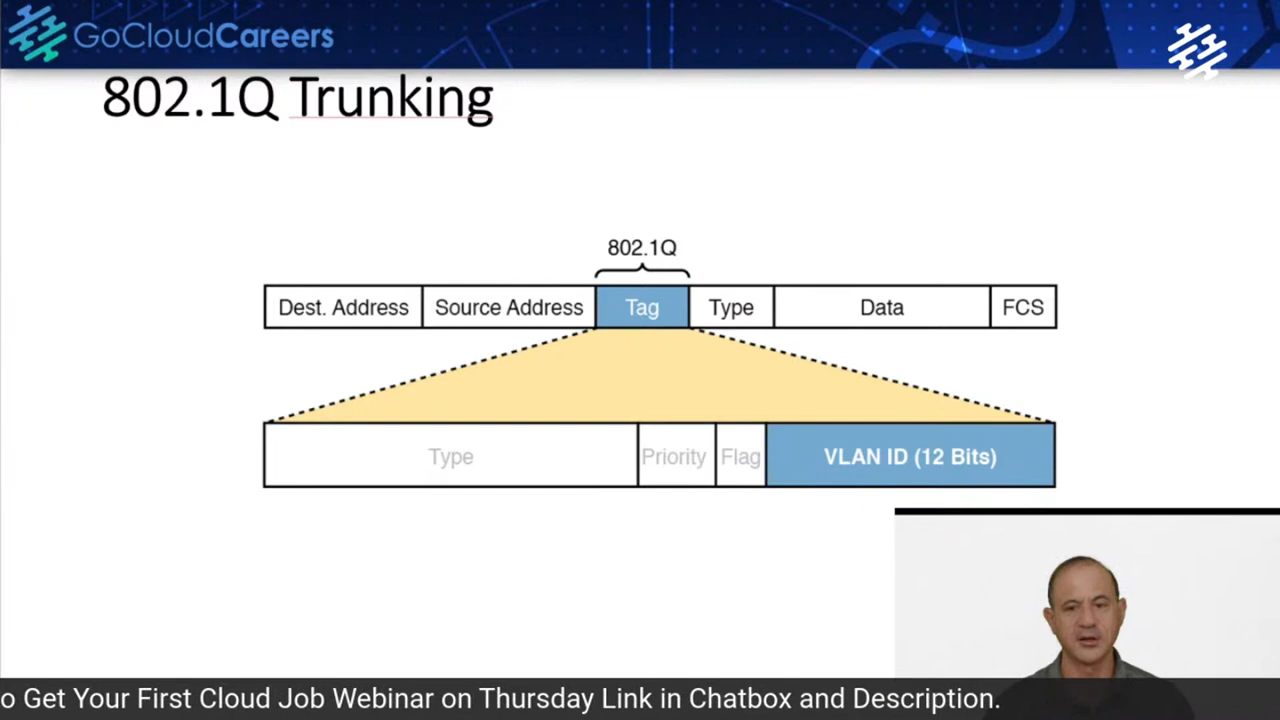 GoCloudCareers
802.1Q Trunking
802.1Q
Dest. Address Source Address Tag Type Data FCS
Type Priority Flag VLAN ID (12 Bits)
o Get Your First Cloud Job Webinar on Thursday Link in Chatbox and Description.